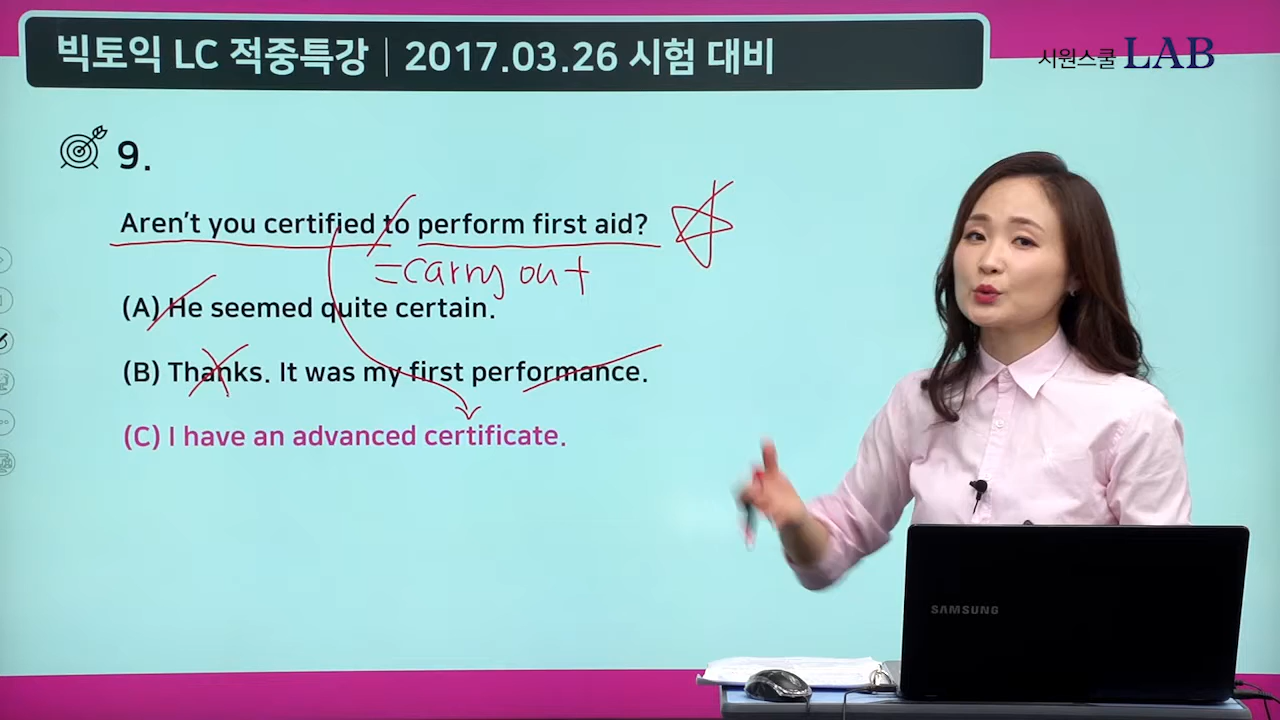 빅토익 LC 적중특강 | 2017.03.26 시험 대비
시원스쿨 LAB
9.
Aren't you certified to perform first aid?
=carry out
(A) He seemed quite certain.
(B) Thanks. It was my first performance.
(C) I have an advanced certificate.
SAMSUNG